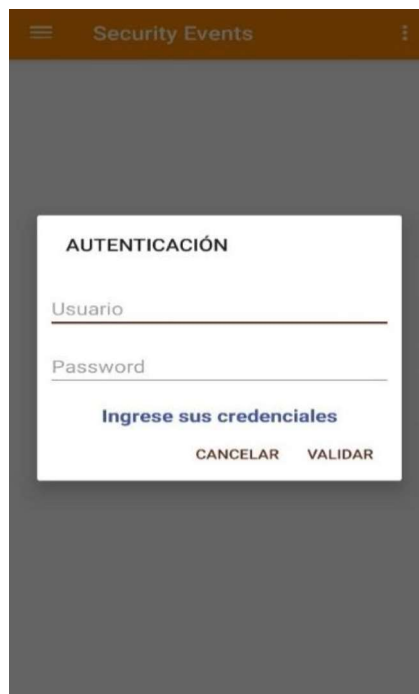 Security Events
AUTENTICACIÓN
Usuario
Password
Ingrese sus credenciales
CANCELAR VALIDAR